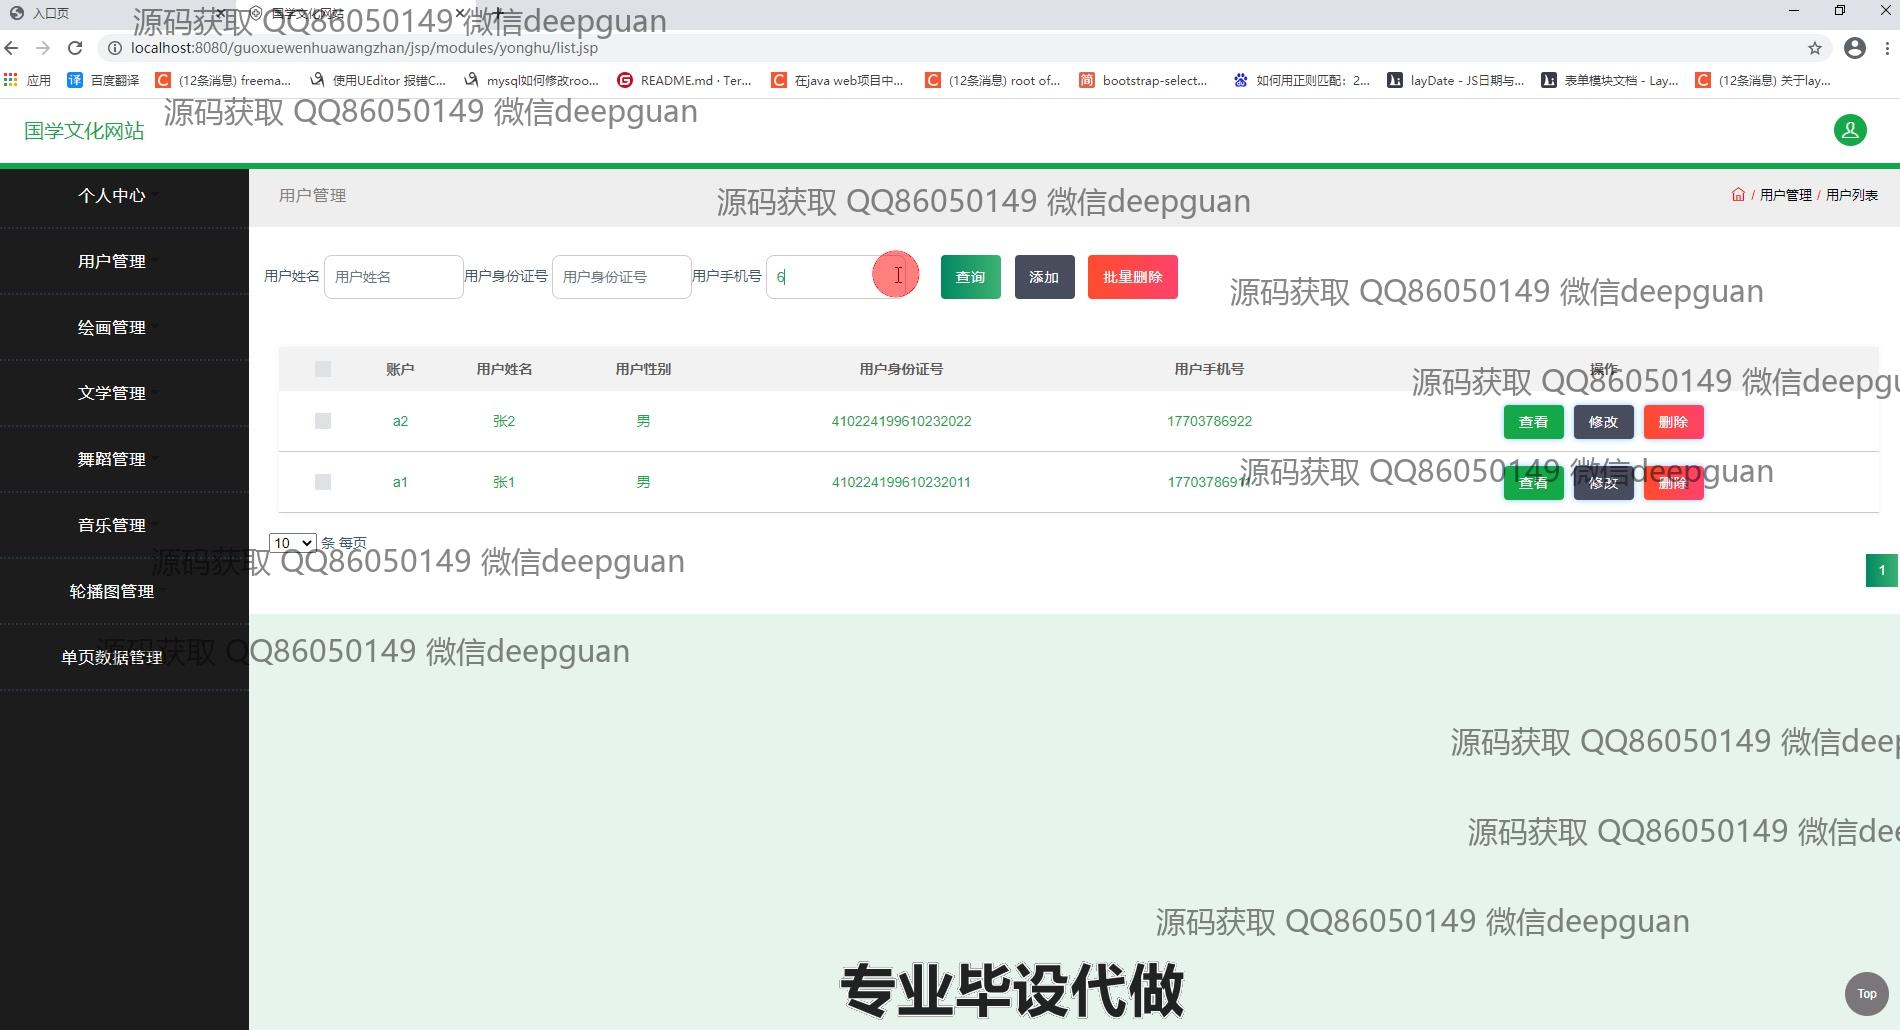 入口页
国学文化网站
源码获取 QQ86050149 微信deepguan
localhost:8080/guoxuewenhuawangzhan/jsp/modules/yonghu/list.jsp
应用 百度翻译 (12条消息) freema... 使用UEditor 报错C... mysql如何修改roo... README.md · Ter... 在java web项目中... (12条消息) root of... bootstrap-select... 如何用正则匹配：2... layDate - JS日期与... 表单模块文档 - Lay... (12条消息) 关于lay...
源码获取 QQ86050149 微信deepguan
国学文化网站
个人中心
用户管理
绘画管理
文学管理
舞蹈管理
音乐管理
轮播图管理
单页数据管理
用户管理
源码获取 QQ86050149 微信deepguan
/ 用户管理 / 用户列表
用户姓名 用户姓名 用户身份证号 用户身份证号 用户手机号 6 查询 添加 批量删除
源码获取 QQ86050149 微信deepguan
账户 用户姓名 用户性别 用户身份证号 用户手机号 操作
源码获取 QQ86050149 微信deepgu
a2 张2 男 410224199610232022 17703786922 查看 修改 删除
a1 张1 男 410224199610232011 17703786911 查看 修改 删除
源码获取 QQ86050149 微信deepguan
10 条 每页
源码获取 QQ86050149 微信deepguan
1
源码获取 QQ86050149 微信deepguan
源码获取 QQ86050149 微信deep
源码获取 QQ86050149 微信dee
源码获取 QQ86050149 微信deepguan
专业毕设代做
Top